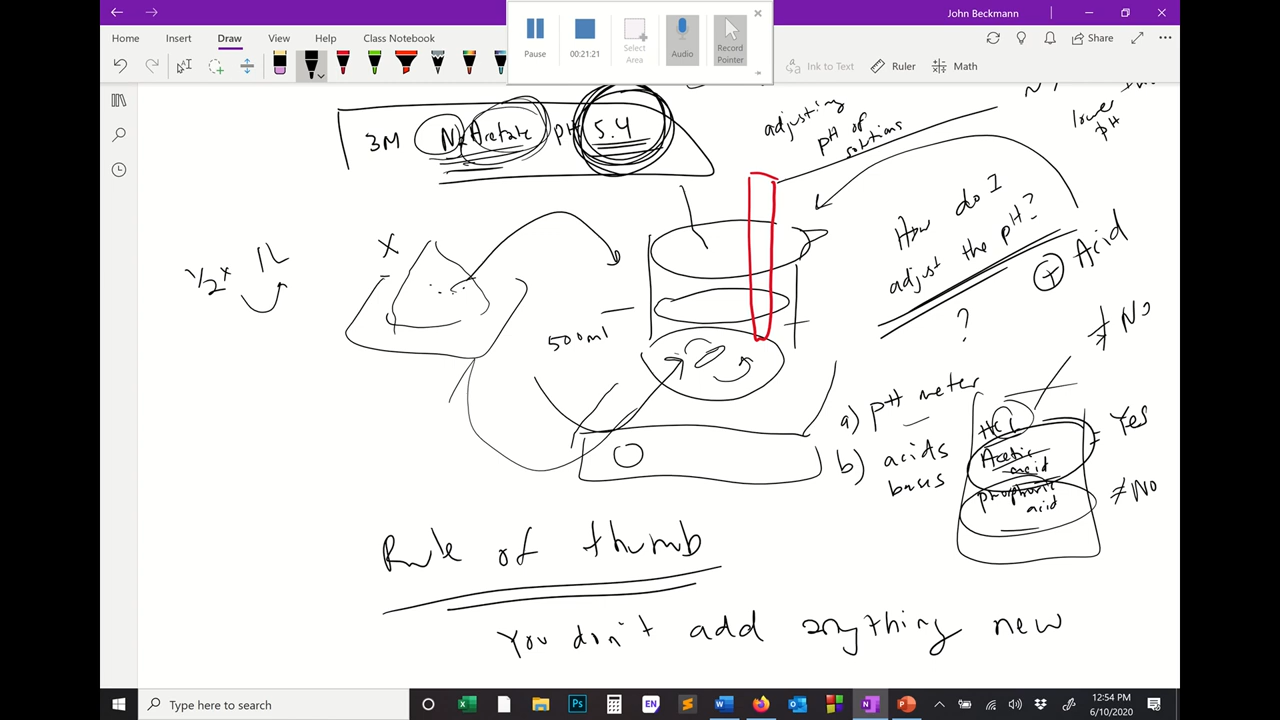 John Beckmann
Pause
00:21:21
Select Area
Audio
Record Pointer
Home Insert Draw View Help Class Notebook
Share
Ink to Text
Ruler
Math
3M Na Acetate pH 5.4
adjusting
pH of
solutions
lower
pH
How do I
adjust the pH?
?
+ Acid
X
1/2x 1L
500ml
≠ No
a) pH meter
b) acids
bases
HCl
Acetic
acid
= Yes
phosphoric
acid
≠ No
Rule of thumb
You don't add anything new
Type here to search
EN
12:54 PM
6/10/2020